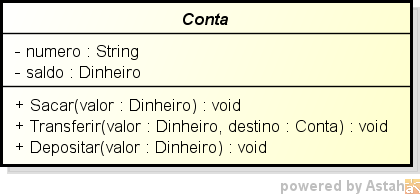 Conta
- numero : String
- saldo : Dinheiro
+ Sacar(valor : Dinheiro) : void
+ Transferir(valor : Dinheiro, destino : Conta) : void
+ Depositar(valor : Dinheiro) : void
powered by Astah